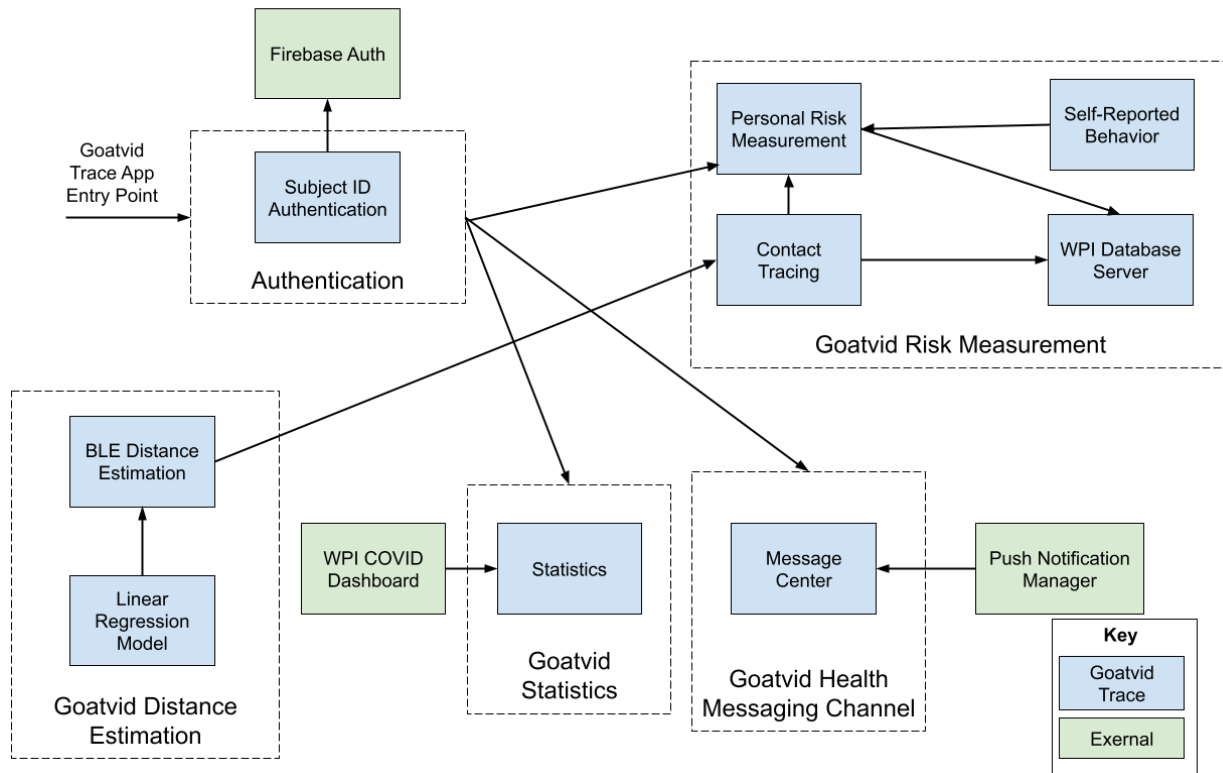 Firebase Auth
Goatvid
Trace App
Entry Point
Subject ID
Authentication
Authentication
Personal Risk
Measurement
Self-Reported
Behavior
Contact
Tracing
WPI Database
Server
Goatvid Risk Measurement
BLE Distance
Estimation
Linear
Regression
Model
Goatvid Distance
Estimation
WPI COVID
Dashboard
Statistics
Goatvid
Statistics
Message
Center
Goatvid Health
Messaging Channel
Push Notification
Manager
Key
Goatvid
Trace
Exernal